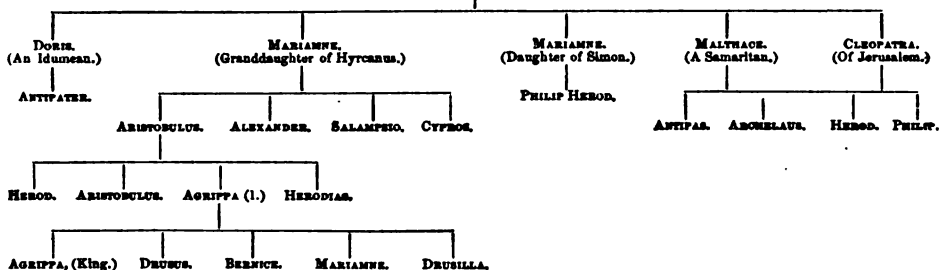 DORIS. MARIAMNE. MARIAMNE. MALTHACE. CLEOPATRA.
(An Idumean.) (Granddaughter of Hyrcanus.) (Daughter of Simon.) (A Samaritan.) (Of Jerusalem.)
ANTIPATER. PHILIP HEROD.
ARISTOBULUS. ALEXANDER. SALAMPSIO. CYPROS. ANTIPAS. ARCHELAUS. HEROD. PHILIP.
HEROD. ARISTOBULUS. AGRIPPA (1.) HERODIAS.
AGRIPPA, (King.) DRUSUS. BERNICE. MARIAMNE. DRUSILLA.